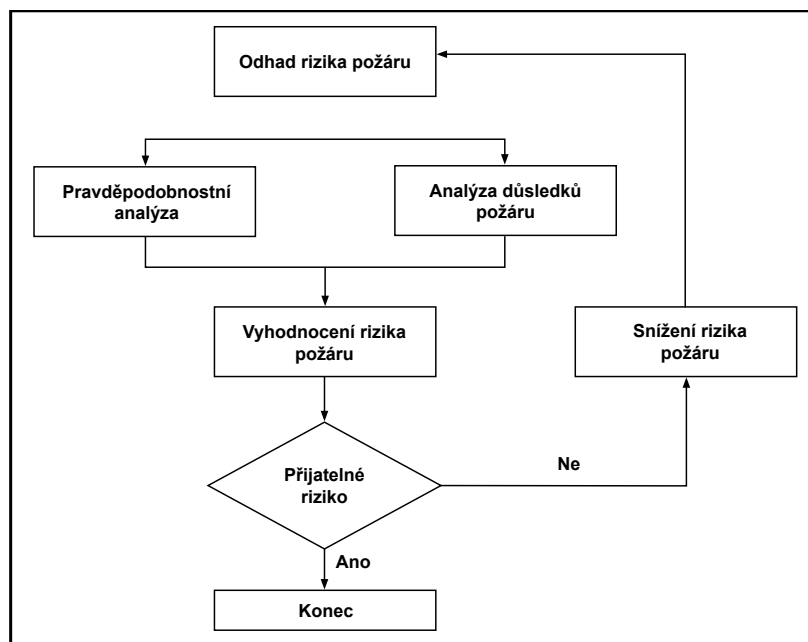 Odhad rizika požáru
Pravděpodobnostní
analýza
Analýza důsledků
požáru
Vyhodnocení rizika
požáru
Snížení rizika
požáru
Přijatelné
riziko
Ne
Ano
Konec